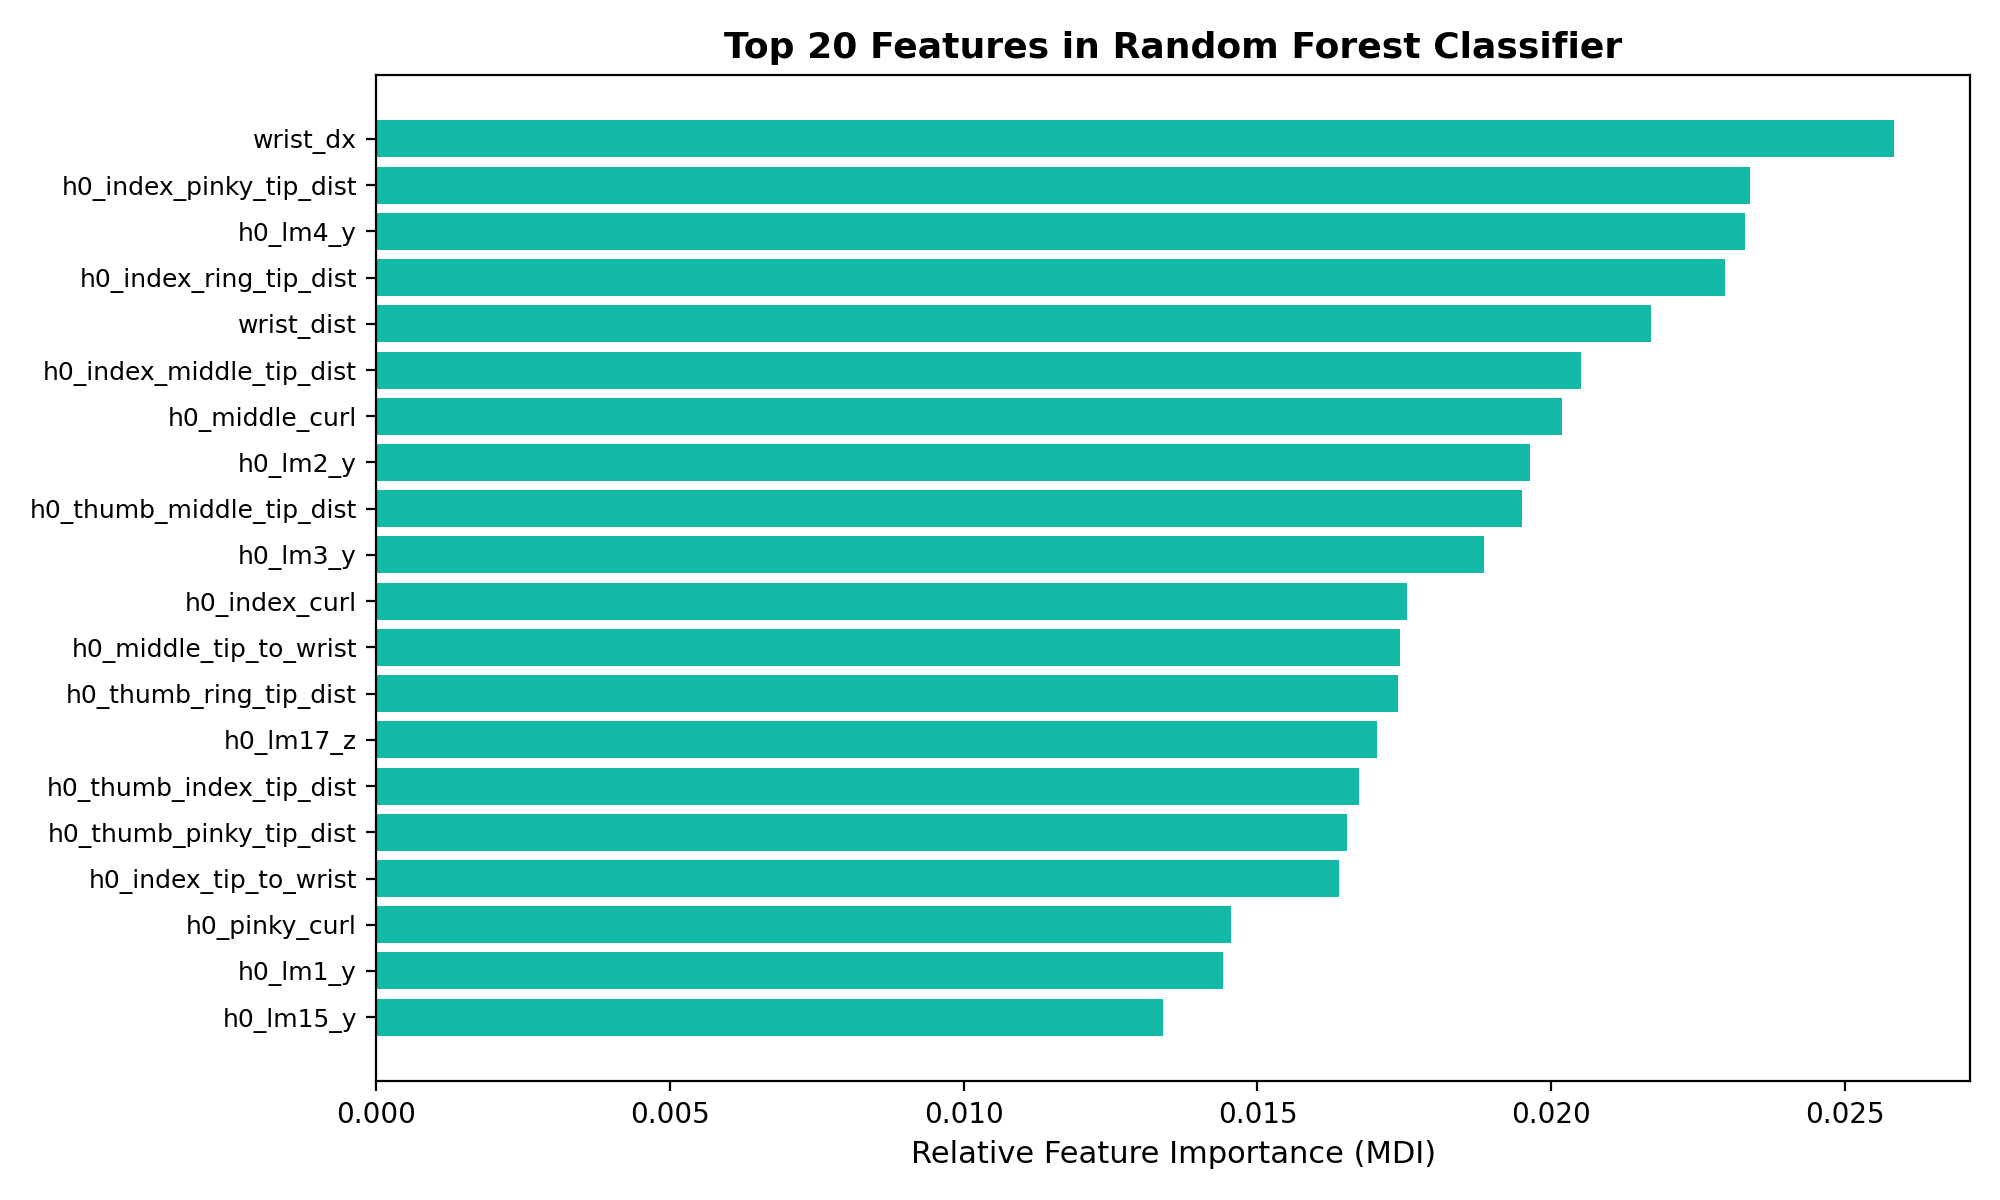 Top 20 Features in Random Forest Classifier
wrist_dx
h0_index_pinky_tip_dist
h0_lm4_y
h0_index_ring_tip_dist
wrist_dist
h0_index_middle_tip_dist
h0_middle_curl
h0_lm2_y
h0_thumb_middle_tip_dist
h0_lm3_y
h0_index_curl
h0_middle_tip_to_wrist
h0_thumb_ring_tip_dist
h0_lm17_z
h0_thumb_index_tip_dist
h0_thumb_pinky_tip_dist
h0_index_tip_to_wrist
h0_pinky_curl
h0_lm1_y
h0_lm15_y
0.000 0.005 0.010 0.015 0.020 0.025
Relative Feature Importance (MDI)